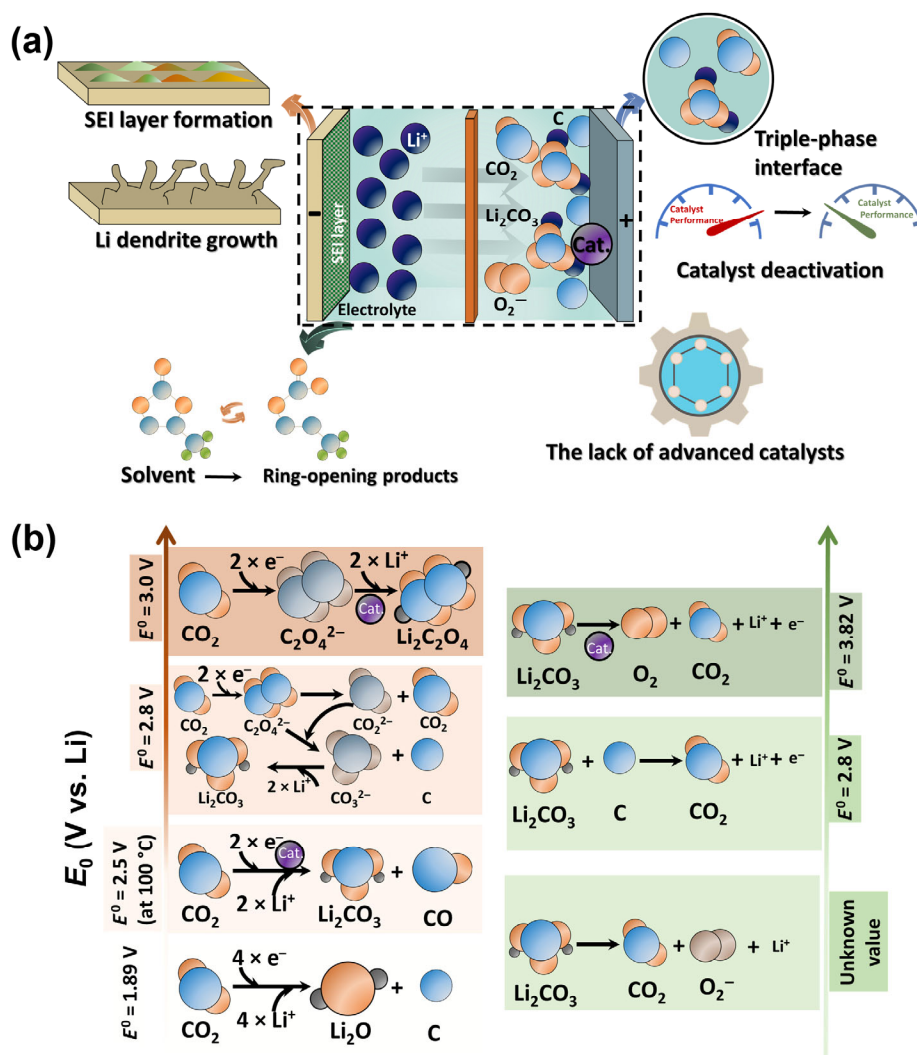 (a)
SEI layer formation
Li dendrite growth
-
SEI layer
Li⁺
Electrolyte
C
CO₂
Li₂CO₃
Cat.
+
O₂⁻
Triple-phase
interface
Catalyst
Performance
Catalyst
Performance
Catalyst deactivation
Solvent
Ring-opening products
The lack of advanced catalysts
(b)
E₀ (V vs. Li)
E⁰ = 3.0 V
2 × e⁻
2 × Li⁺
Cat.
CO₂
C₂O₄²⁻
Li₂C₂O₄
E⁰ = 2.8 V
2 × e⁻
+
CO₂
C₂O₄²⁻
CO₂²⁻
CO₂
+
Li₂CO₃
2 × Li⁺
CO₃²⁻
C
E⁰ = 2.5 V
(at 100 °C)
2 × e⁻
Cat.
+
2 × Li⁺
CO₂
Li₂CO₃
CO
E⁰ = 1.89 V
4 × e⁻
+
4 × Li⁺
CO₂
Li₂O
C
E⁰ = 3.82 V
+
+ Li⁺ + e⁻
Cat.
Li₂CO₃
O₂
CO₂
E⁰ = 2.8 V
+
+ Li⁺ + e⁻
Li₂CO₃
C
CO₂
Unknown
value
+
+ Li⁺
Li₂CO₃
CO₂
O₂⁻